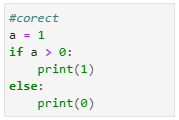 #corect
a = 1
if a > 0:
    print(1)
else:
    print(0)